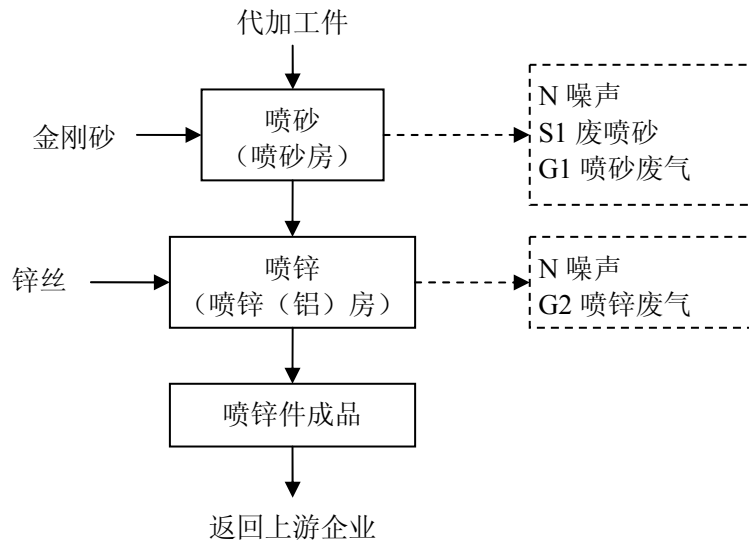 代加工件
金刚砂
喷砂
（喷砂房）
N 噪声
S1 废喷砂
G1 喷砂废气
锌丝
喷锌
（喷锌（铝）房）
N 噪声
G2 喷锌废气
喷锌件成品
返回上游企业